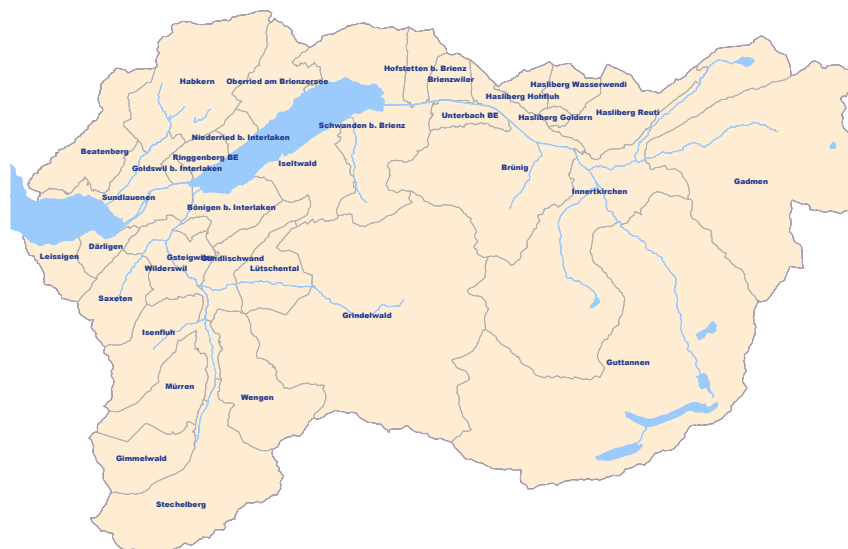 Hofstetten b. Brienz
Habkern
Oberried am Brienzersee
Brienzwiler
Hasliberg Wasserwendi
Hasliberg Hohfluh
Hasliberg Reuti
Unterbach BE
Hasliberg Goldern
Schwanden b. Brienz
Niederried b. Interlaken
Beatenberg
Ringgenberg BE
Iseltwald
Goldswil b. Interlaken
Brünig
Gadmen
Innertkirchen
Sundlauenen
Bönigen b. Interlaken
Därligen
Leissigen
Gsteigwiler
Gündlischwand
Wilderswil
Lütschental
Saxeten
Grindelwald
Isenfluh
Guttannen
Mürren
Wengen
Gimmelwald
Stechelberg